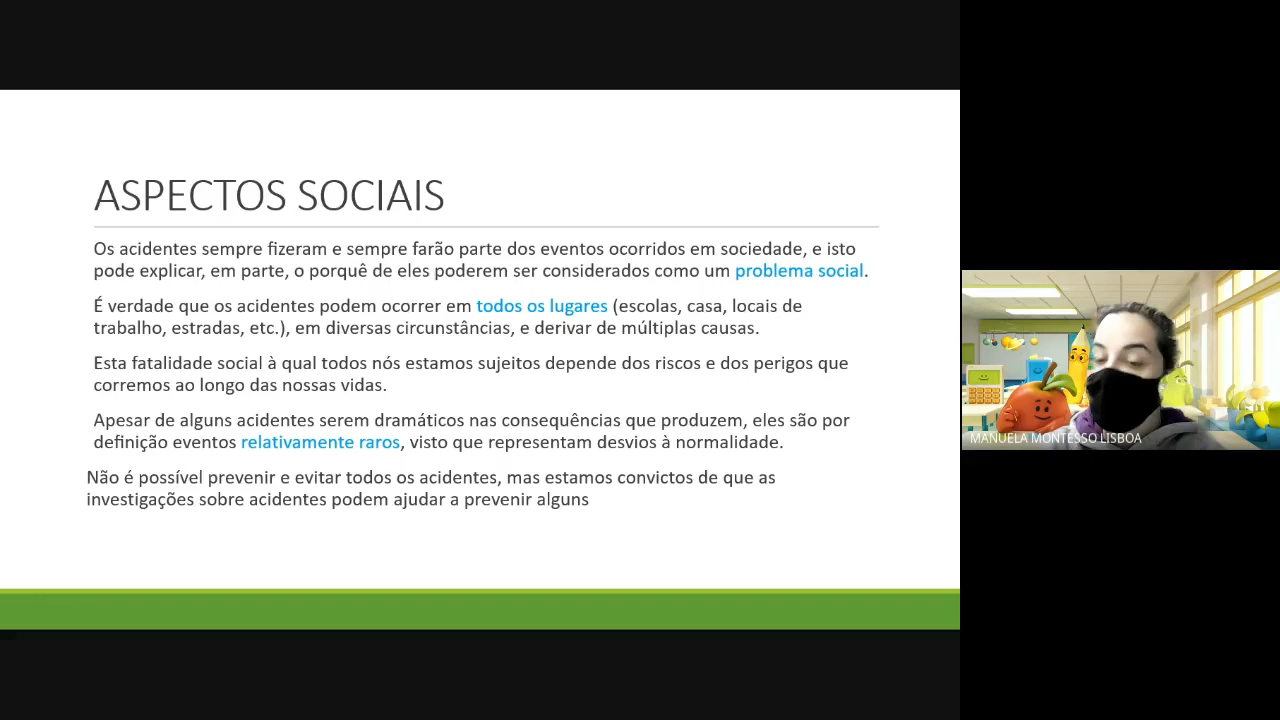 ASPECTOS SOCIAIS
Os acidentes sempre fizeram e sempre farão parte dos eventos ocorridos em sociedade, e isto
pode explicar, em parte, o porquê de eles poderem ser considerados como um problema social.
É verdade que os acidentes podem ocorrer em todos os lugares (escolas, casa, locais de
trabalho, estradas, etc.), em diversas circunstâncias, e derivar de múltiplas causas.
Esta fatalidade social à qual todos nós estamos sujeitos depende dos riscos e dos perigos que
corremos ao longo das nossas vidas.
Apesar de alguns acidentes serem dramáticos nas consequências que produzem, eles são por
definição eventos relativamente raros, visto que representam desvios à normalidade.
Não é possível prevenir e evitar todos os acidentes, mas estamos convictos de que as
investigações sobre acidentes podem ajudar a prevenir alguns
MANUELA MONTESSO LISBOA